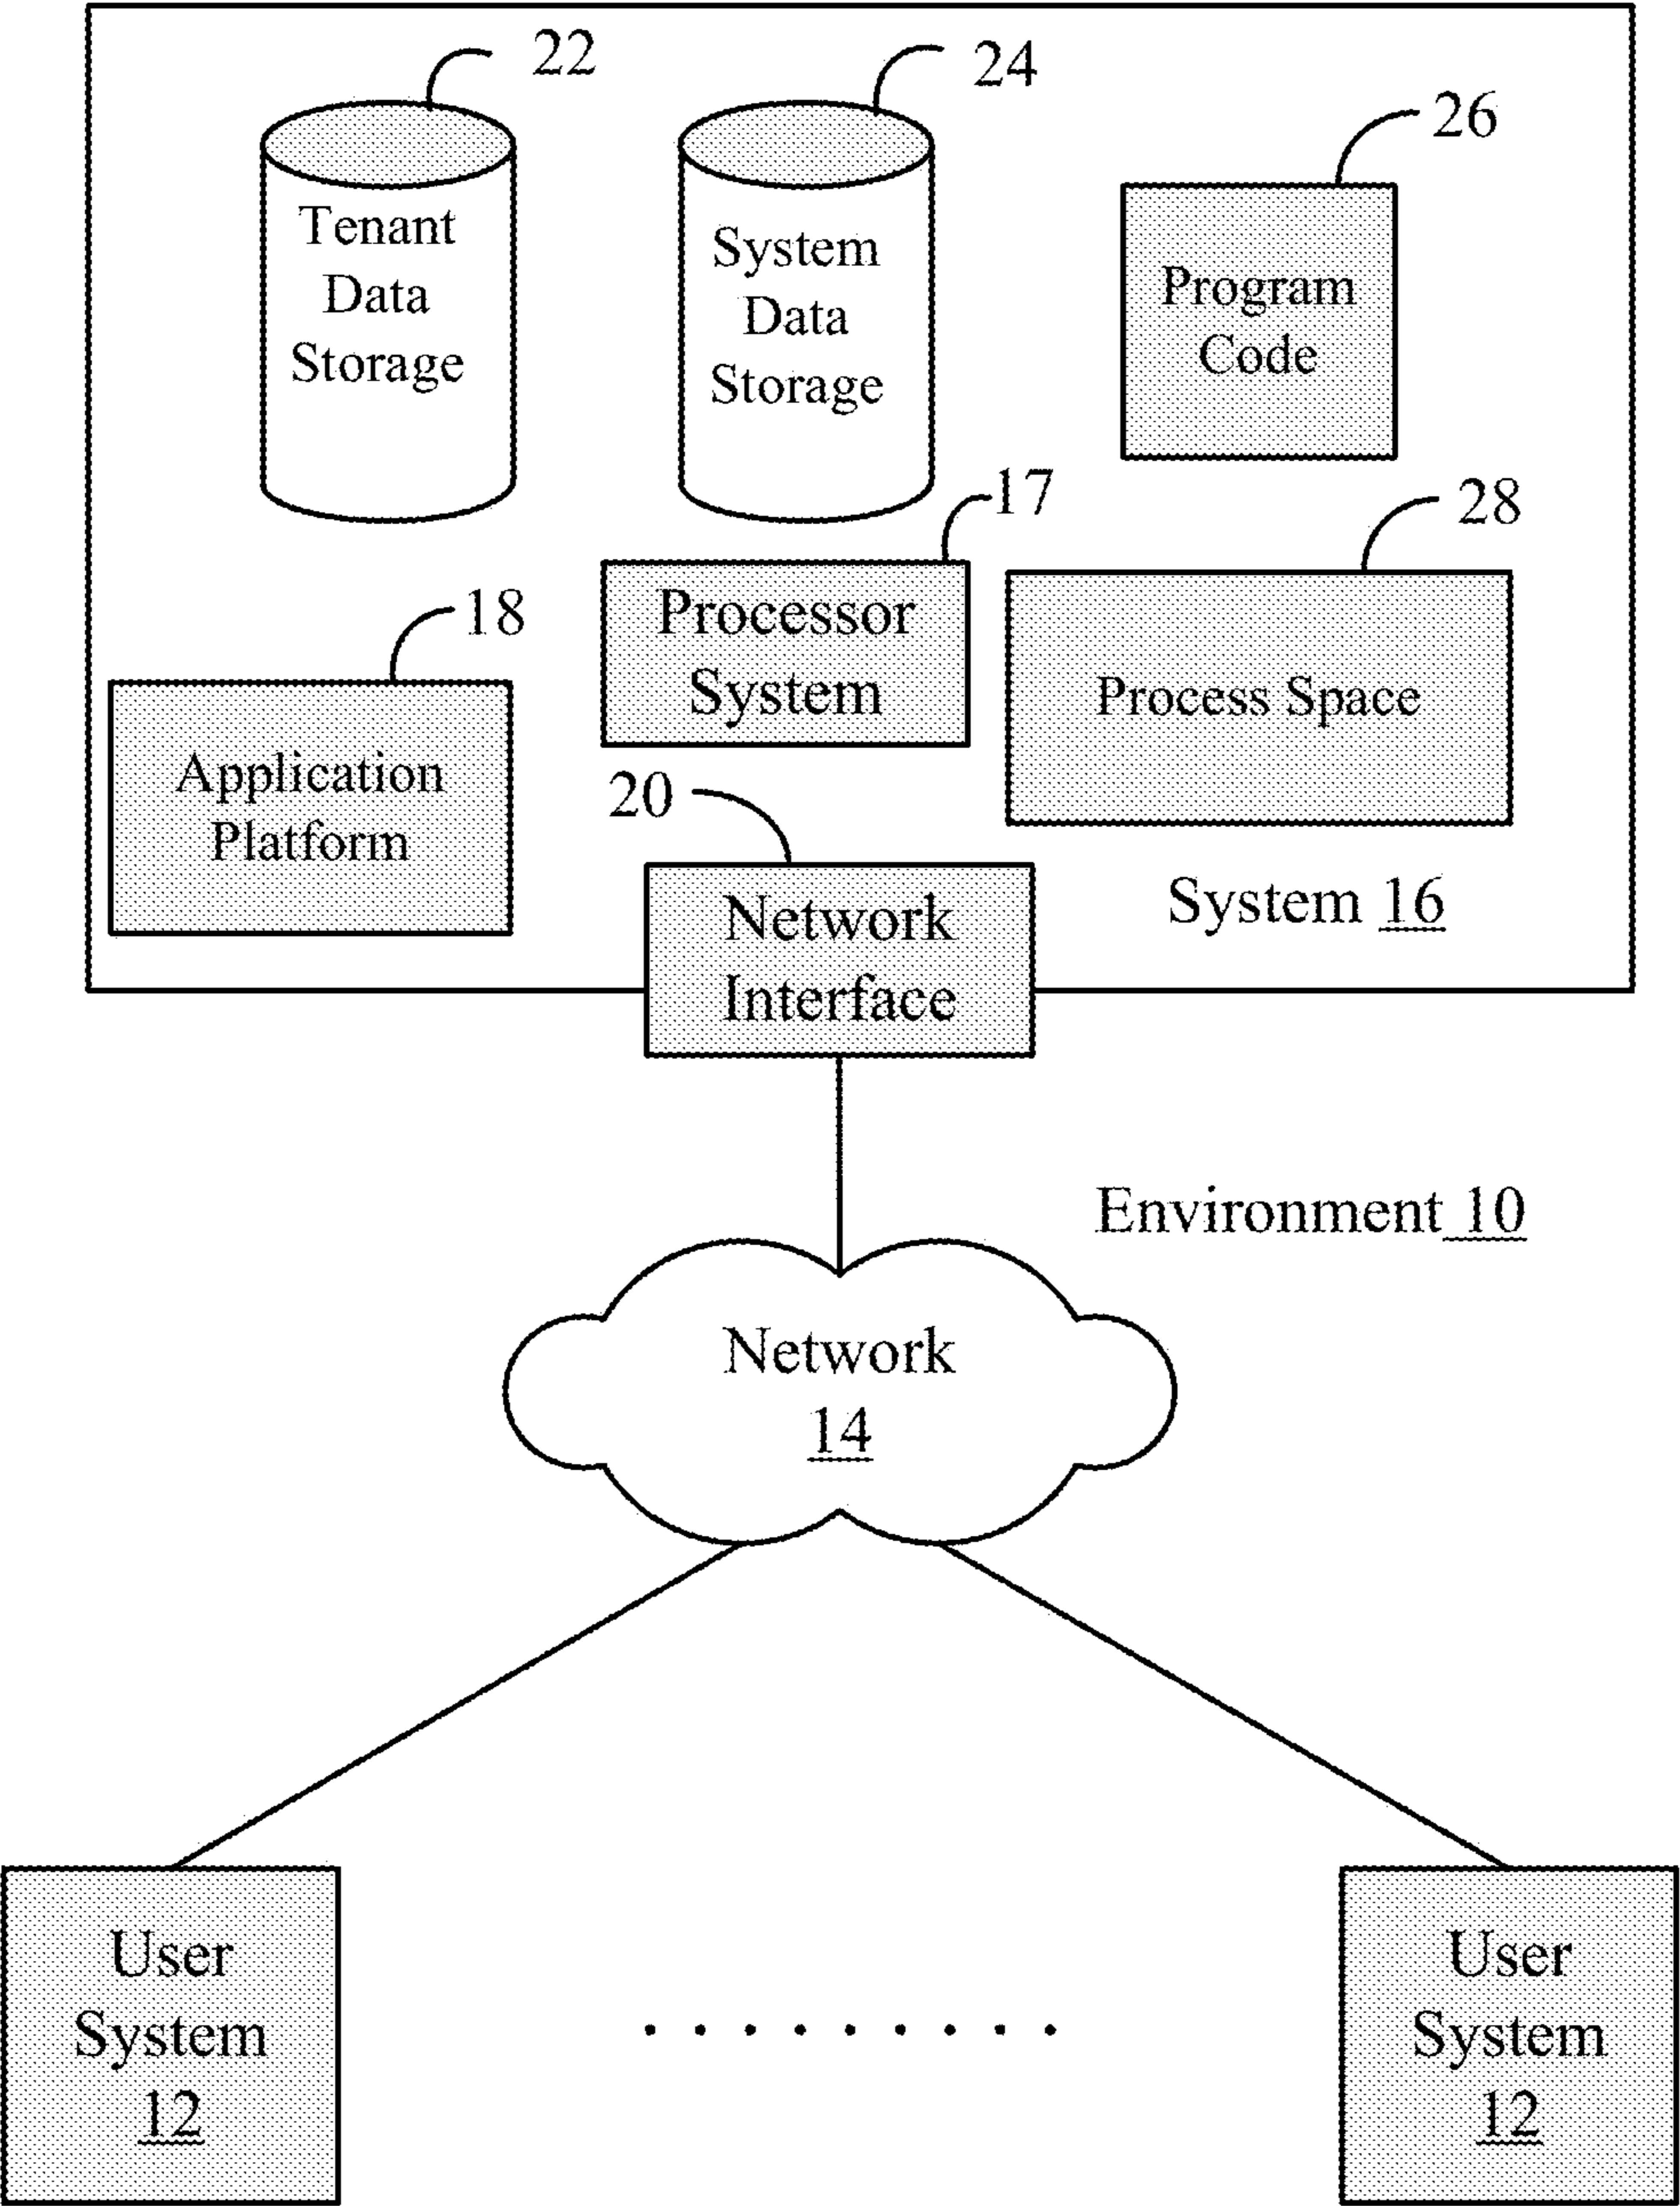 22
24
26
Tenant
Data
Storage
System
Data
Storage
Program
Code
17
28
18
Processor
System
Process Space
Application
Platform
20
Network
Interface
System 16
Environment 10
Network
14
User
System
12
User
System
12